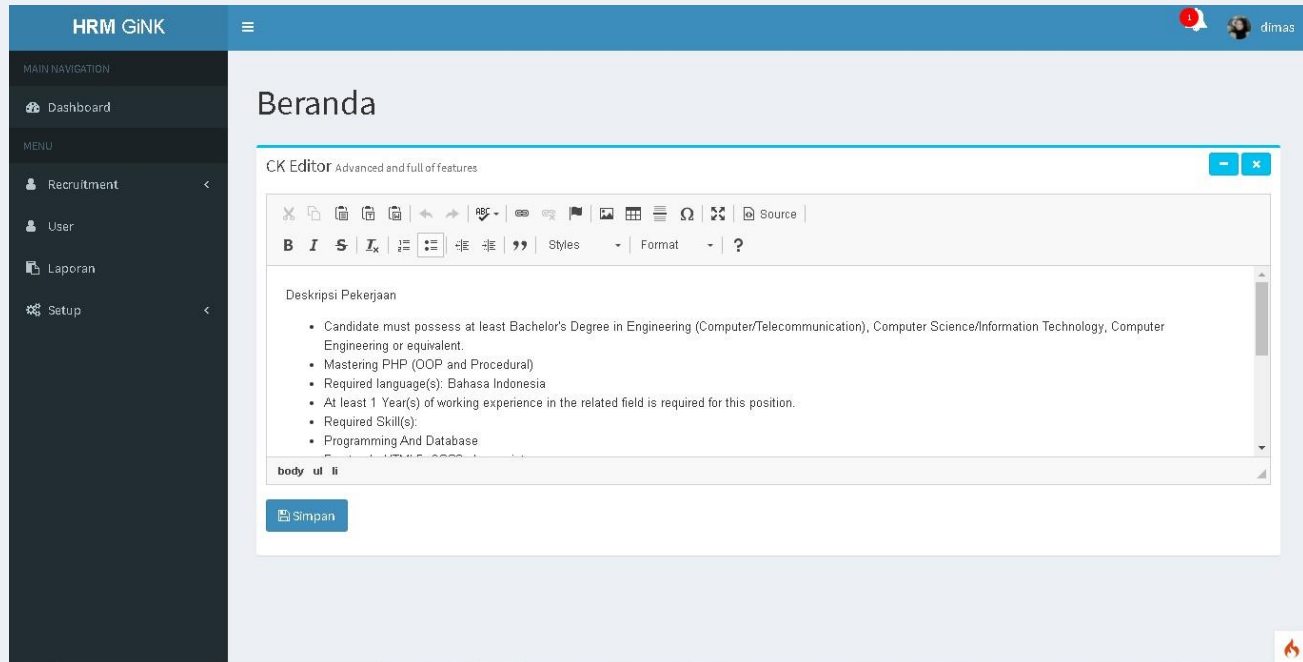 HRM GiNK
1
dimas
MAIN NAVIGATION
Dashboard
MENU
Recruitment
User
Laporan
Setup
Beranda
CK Editor Advanced and full of features
ABC
Source
B I S Ix Styles Format ?
Deskripsi Pekerjaan
Candidate must possess at least Bachelor's Degree in Engineering (Computer/Telecommunication), Computer Science/Information Technology, Computer
Engineering or equivalent.
Mastering PHP (OOP and Procedural)
Required language(s): Bahasa Indonesia
At least 1 Year(s) of working experience in the related field is required for this position.
Required Skill(s):
Programming And Database
body ul li
Simpan